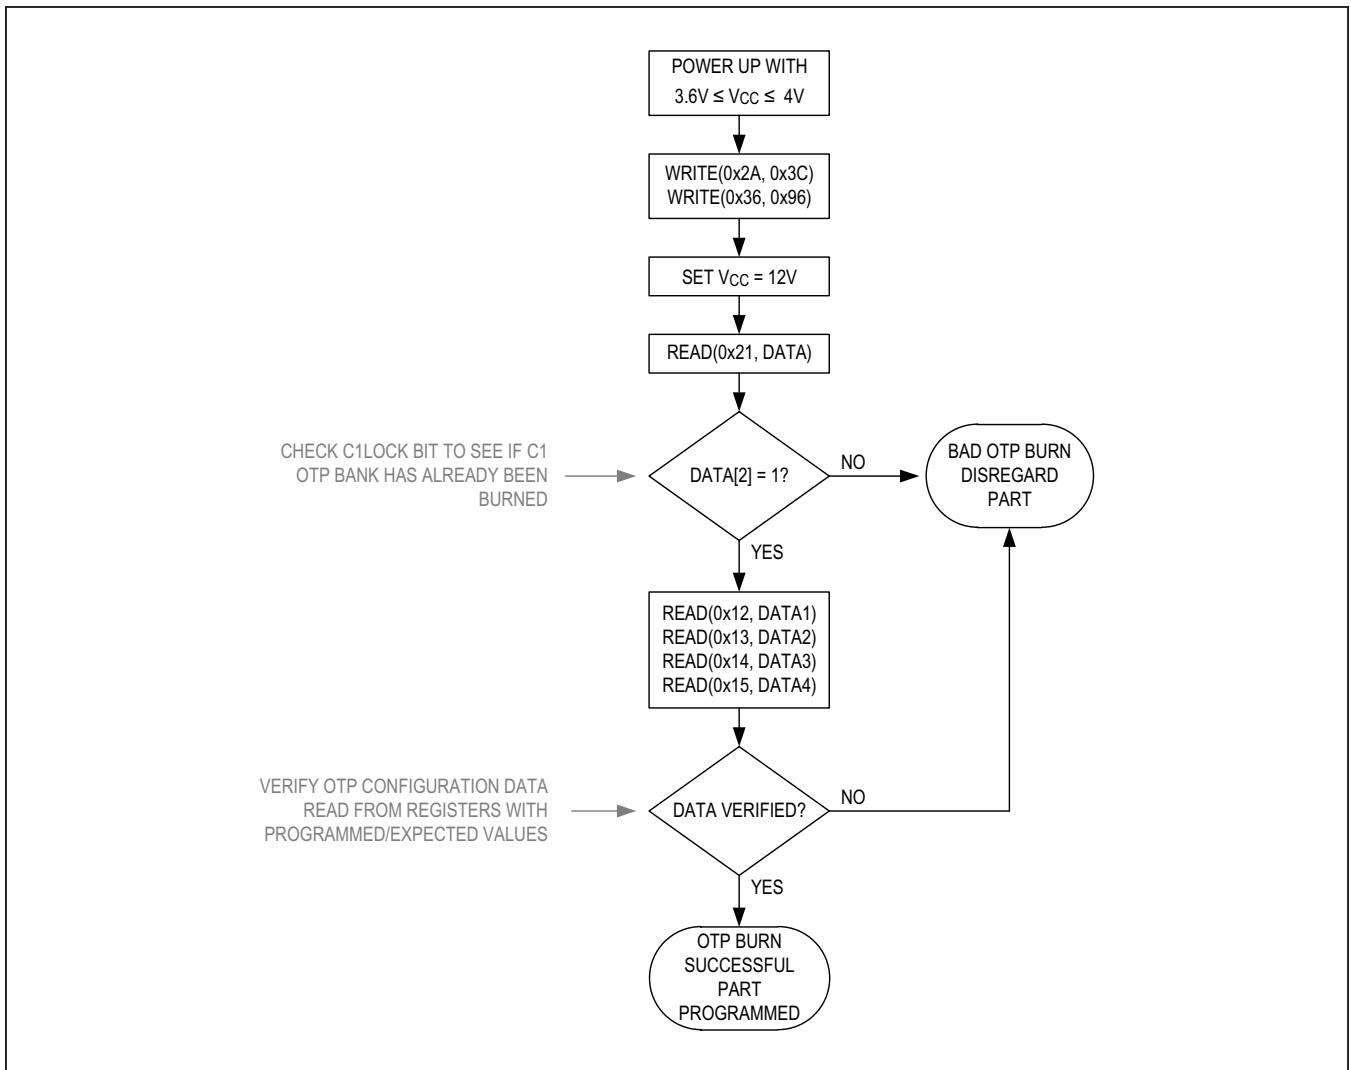 POWER UP WITH
3.6V ≤ VCC ≤ 4V
WRITE(0x2A, 0x3C)
WRITE(0x36, 0x96)
SET VCC = 12V
READ(0x21, DATA)
CHECK C1LOCK BIT TO SEE IF C1
OTP BANK HAS ALREADY BEEN
BURNED
DATA[2] = 1?
NO
BAD OTP BURN
DISREGARD
PART
YES
READ(0x12, DATA1)
READ(0x13, DATA2)
READ(0x14, DATA3)
READ(0x15, DATA4)
VERIFY OTP CONFIGURATION DATA
READ FROM REGISTERS WITH
PROGRAMMED/EXPECTED VALUES
DATA VERIFIED?
NO
YES
OTP BURN
SUCCESSFUL
PART
PROGRAMMED